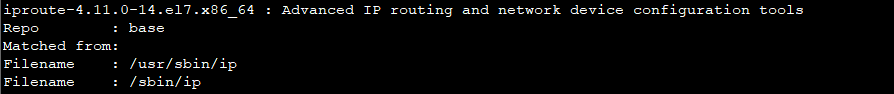 iproute-4.11.0-14.el7.x86_64 : Advanced IP routing and network device configuration tools
Repo        : base
Matched from:
Filename    : /usr/sbin/ip
Filename    : /sbin/ip